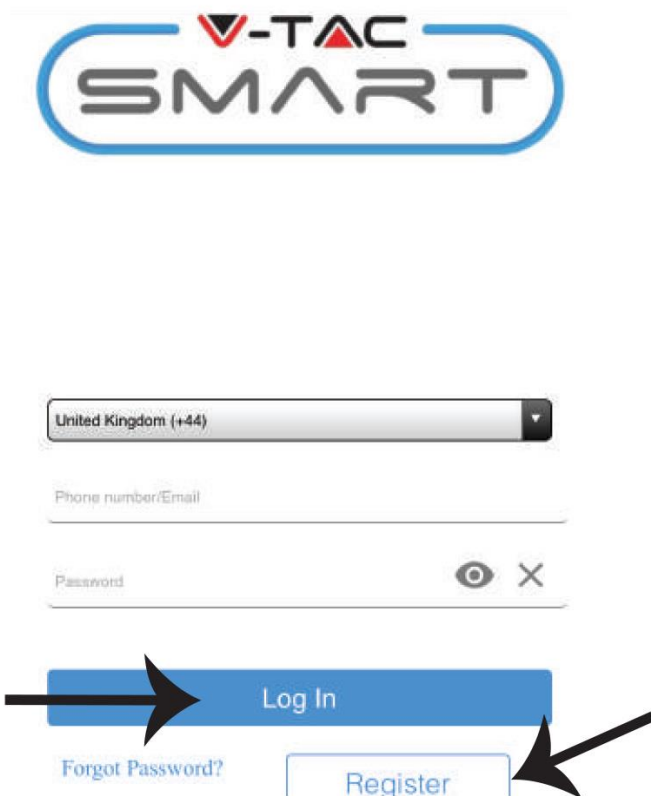 V-TAC
SMART
United Kingdom (+44)
Phone number/Email
Password
Log In
Forgot Password?
Register